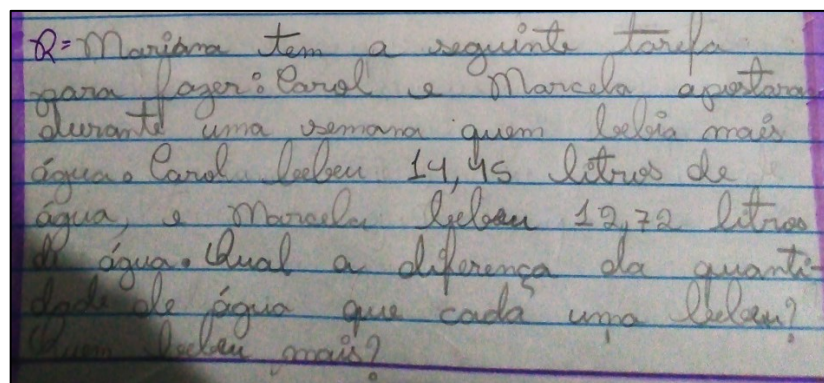 R= Mariana tem a seguinte tarefa
para fazer: Carol e Marcela apostaram
durante uma semana quem bebia mais
água. Carol bebeu 14,45 litros de
água, e Marcela bebeu 12,72 litros
de água. Qual a diferença da quanti-
dade de água que cada uma bebeu?
Quem bebeu mais?